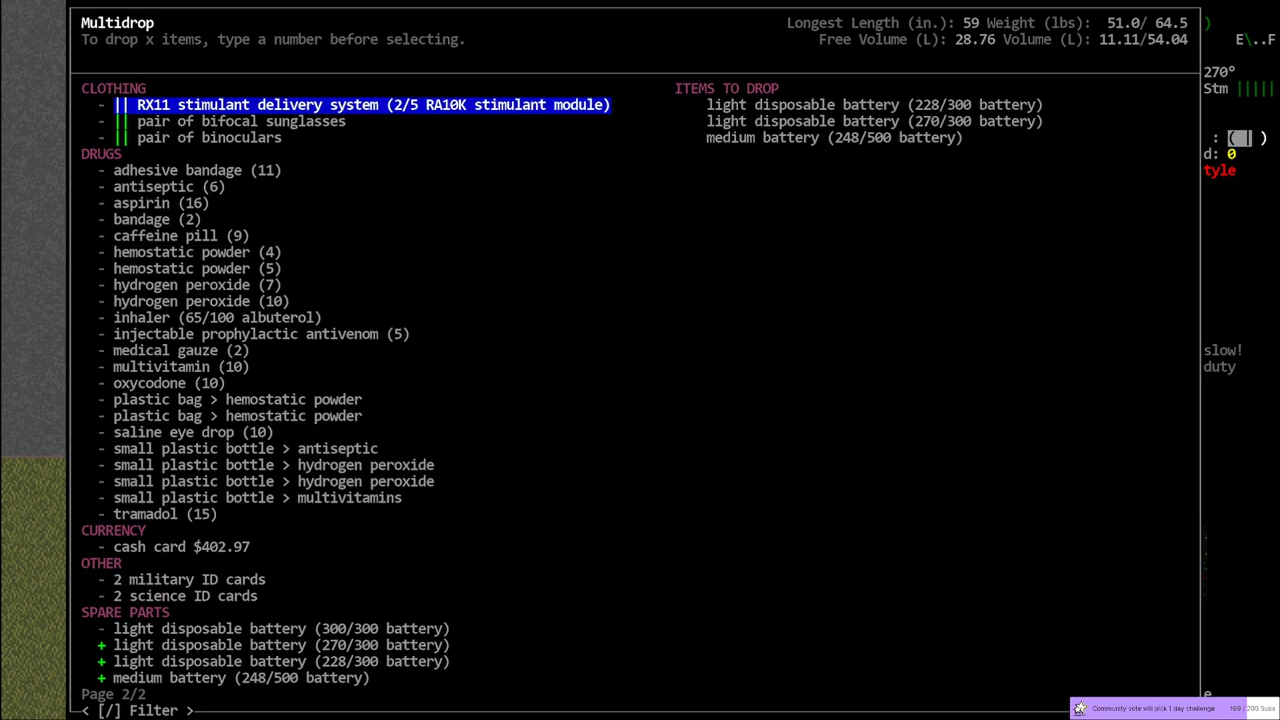 Multidrop
Longest Length (in.): 59 Weight (lbs): 51.0/ 64.5
To drop x items, type a number before selecting.
Free Volume (L): 28.76 Volume (L): 11.11/54.04
)
E\..F
270°
Stm |||||
: (█| )
d: 0
tyle
slow!
duty
e
CLOTHING
- || RX11 stimulant delivery system (2/5 RA10K stimulant module)
- || pair of bifocal sunglasses
- || pair of binoculars
DRUGS
- adhesive bandage (11)
- antiseptic (6)
- aspirin (16)
- bandage (2)
- caffeine pill (9)
- hemostatic powder (4)
- hemostatic powder (5)
- hydrogen peroxide (7)
- hydrogen peroxide (10)
- inhaler (65/100 albuterol)
- injectable prophylactic antivenom (5)
- medical gauze (2)
- multivitamin (10)
- oxycodone (10)
- plastic bag > hemostatic powder
- plastic bag > hemostatic powder
- saline eye drop (10)
- small plastic bottle > antiseptic
- small plastic bottle > hydrogen peroxide
- small plastic bottle > hydrogen peroxide
- small plastic bottle > multivitamins
- tramadol (15)
CURRENCY
- cash card $402.97
OTHER
- 2 military ID cards
- 2 science ID cards
SPARE PARTS
- light disposable battery (300/300 battery)
+ light disposable battery (270/300 battery)
+ light disposable battery (228/300 battery)
+ medium battery (248/500 battery)
Page 2/2
< [/] Filter >
ITEMS TO DROP
light disposable battery (228/300 battery)
light disposable battery (270/300 battery)
medium battery (248/500 battery)
Community vote will pick 1 day challenge 169 / 200 Subs